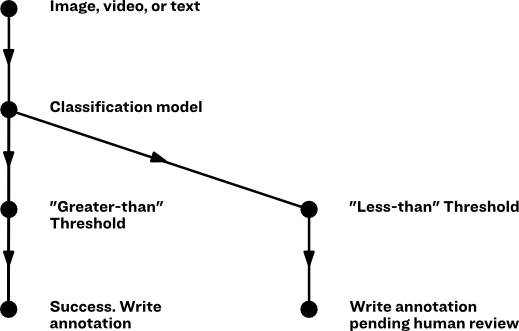 Image, video, or text
Classification model
"Greater-than"
Threshold
"Less-than" Threshold
Success. Write
annotation
Write annotation
pending human review